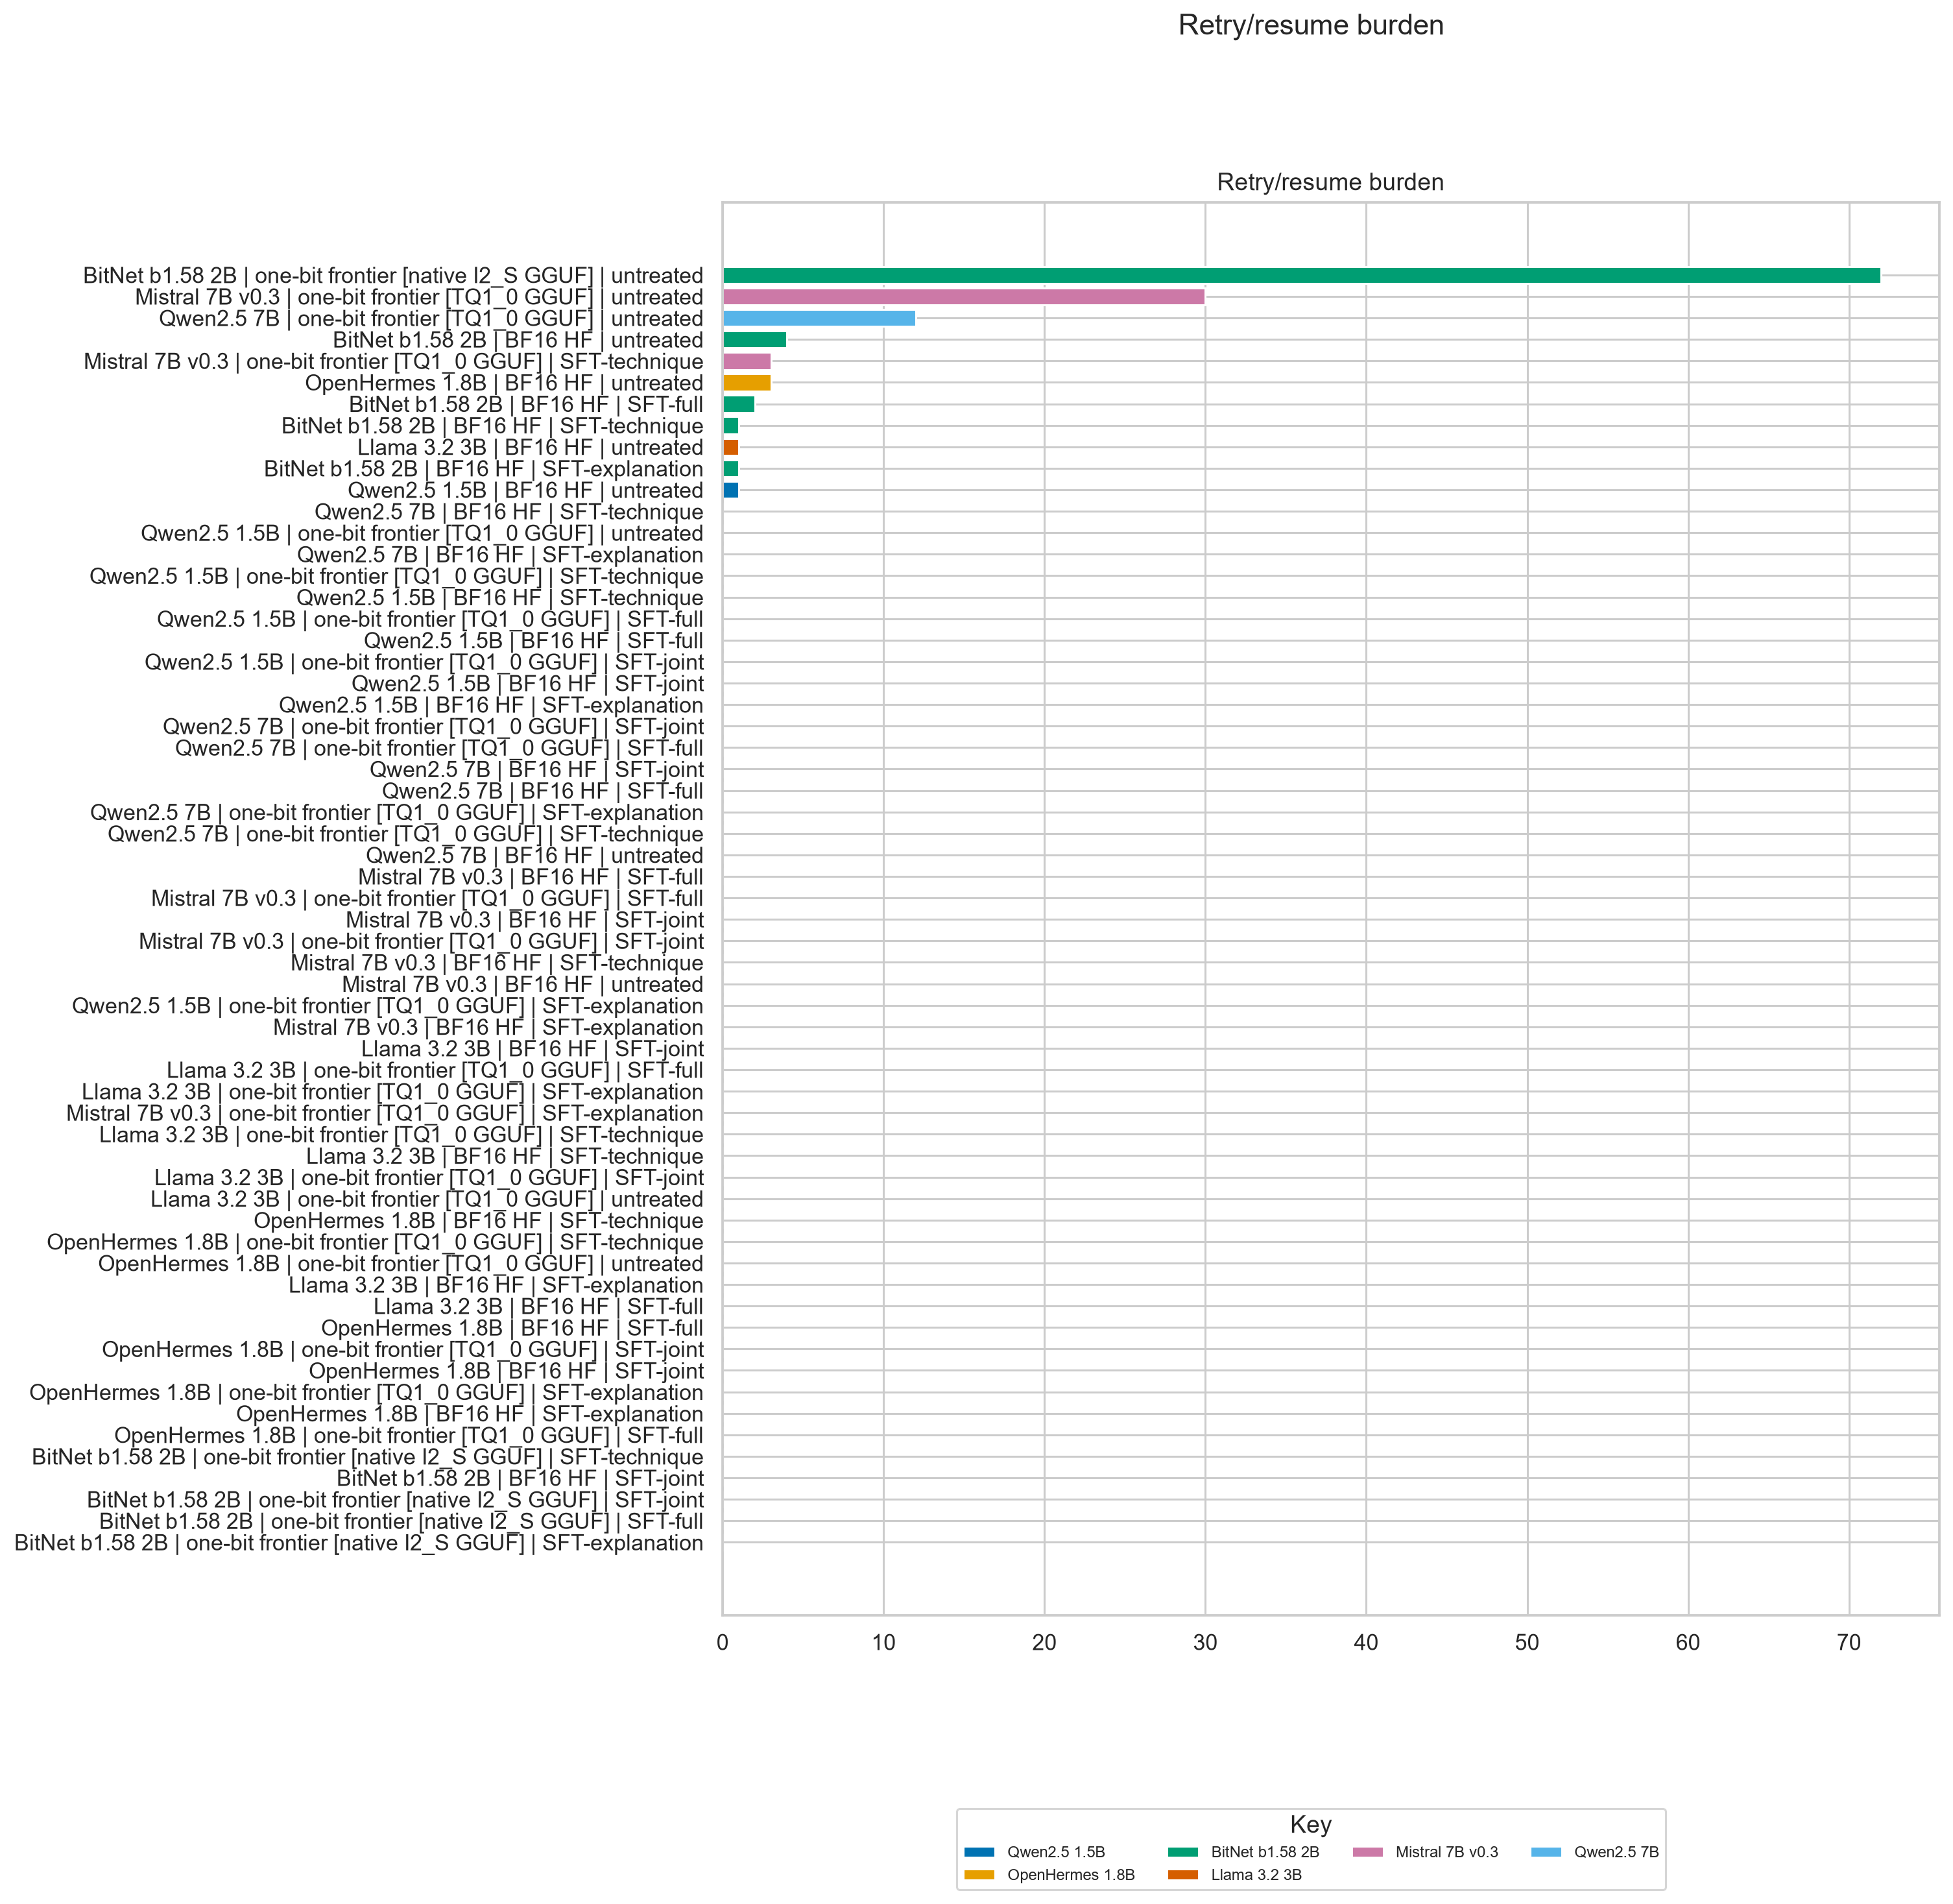 Retry/resume burden
Retry/resume burden
BitNet b1.58 2B | one-bit frontier [native I2_S GGUF] | untreated
Mistral 7B v0.3 | one-bit frontier [TQ1_0 GGUF] | untreated
Qwen2.5 7B | one-bit frontier [TQ1_0 GGUF] | untreated
BitNet b1.58 2B | BF16 HF | untreated
Mistral 7B v0.3 | one-bit frontier [TQ1_0 GGUF] | SFT-technique
OpenHermes 1.8B | BF16 HF | untreated
BitNet b1.58 2B | BF16 HF | SFT-full
BitNet b1.58 2B | BF16 HF | SFT-technique
Llama 3.2 3B | BF16 HF | untreated
BitNet b1.58 2B | BF16 HF | SFT-explanation
Qwen2.5 1.5B | BF16 HF | untreated
Qwen2.5 7B | BF16 HF | SFT-technique
Qwen2.5 1.5B | one-bit frontier [TQ1_0 GGUF] | untreated
Qwen2.5 7B | BF16 HF | SFT-explanation
Qwen2.5 1.5B | one-bit frontier [TQ1_0 GGUF] | SFT-technique
Qwen2.5 1.5B | BF16 HF | SFT-technique
Qwen2.5 1.5B | one-bit frontier [TQ1_0 GGUF] | SFT-full
Qwen2.5 1.5B | BF16 HF | SFT-full
Qwen2.5 1.5B | one-bit frontier [TQ1_0 GGUF] | SFT-joint
Qwen2.5 1.5B | BF16 HF | SFT-joint
Qwen2.5 1.5B | BF16 HF | SFT-explanation
Qwen2.5 7B | one-bit frontier [TQ1_0 GGUF] | SFT-joint
Qwen2.5 7B | one-bit frontier [TQ1_0 GGUF] | SFT-full
Qwen2.5 7B | BF16 HF | SFT-joint
Qwen2.5 7B | BF16 HF | SFT-full
Qwen2.5 7B | one-bit frontier [TQ1_0 GGUF] | SFT-explanation
Qwen2.5 7B | one-bit frontier [TQ1_0 GGUF] | SFT-technique
Qwen2.5 7B | BF16 HF | untreated
Mistral 7B v0.3 | BF16 HF | SFT-full
Mistral 7B v0.3 | one-bit frontier [TQ1_0 GGUF] | SFT-full
Mistral 7B v0.3 | BF16 HF | SFT-joint
Mistral 7B v0.3 | one-bit frontier [TQ1_0 GGUF] | SFT-joint
Mistral 7B v0.3 | BF16 HF | SFT-technique
Mistral 7B v0.3 | BF16 HF | untreated
Qwen2.5 1.5B | one-bit frontier [TQ1_0 GGUF] | SFT-explanation
Mistral 7B v0.3 | BF16 HF | SFT-explanation
Llama 3.2 3B | BF16 HF | SFT-joint
Llama 3.2 3B | one-bit frontier [TQ1_0 GGUF] | SFT-full
Llama 3.2 3B | one-bit frontier [TQ1_0 GGUF] | SFT-explanation
Mistral 7B v0.3 | one-bit frontier [TQ1_0 GGUF] | SFT-explanation
Llama 3.2 3B | one-bit frontier [TQ1_0 GGUF] | SFT-technique
Llama 3.2 3B | BF16 HF | SFT-technique
Llama 3.2 3B | one-bit frontier [TQ1_0 GGUF] | SFT-joint
Llama 3.2 3B | one-bit frontier [TQ1_0 GGUF] | untreated
OpenHermes 1.8B | BF16 HF | SFT-technique
OpenHermes 1.8B | one-bit frontier [TQ1_0 GGUF] | SFT-technique
OpenHermes 1.8B | one-bit frontier [TQ1_0 GGUF] | untreated
Llama 3.2 3B | BF16 HF | SFT-explanation
Llama 3.2 3B | BF16 HF | SFT-full
OpenHermes 1.8B | BF16 HF | SFT-full
OpenHermes 1.8B | one-bit frontier [TQ1_0 GGUF] | SFT-joint
OpenHermes 1.8B | BF16 HF | SFT-joint
OpenHermes 1.8B | one-bit frontier [TQ1_0 GGUF] | SFT-explanation
OpenHermes 1.8B | BF16 HF | SFT-explanation
OpenHermes 1.8B | one-bit frontier [TQ1_0 GGUF] | SFT-full
BitNet b1.58 2B | one-bit frontier [native I2_S GGUF] | SFT-technique
BitNet b1.58 2B | BF16 HF | SFT-joint
BitNet b1.58 2B | one-bit frontier [native I2_S GGUF] | SFT-joint
BitNet b1.58 2B | one-bit frontier [native I2_S GGUF] | SFT-full
BitNet b1.58 2B | one-bit frontier [native I2_S GGUF] | SFT-explanation
0 10 20 30 40 50 60 70
Key
Qwen2.5 1.5B BitNet b1.58 2B Mistral 7B v0.3 Qwen2.5 7B
OpenHermes 1.8B Llama 3.2 3B